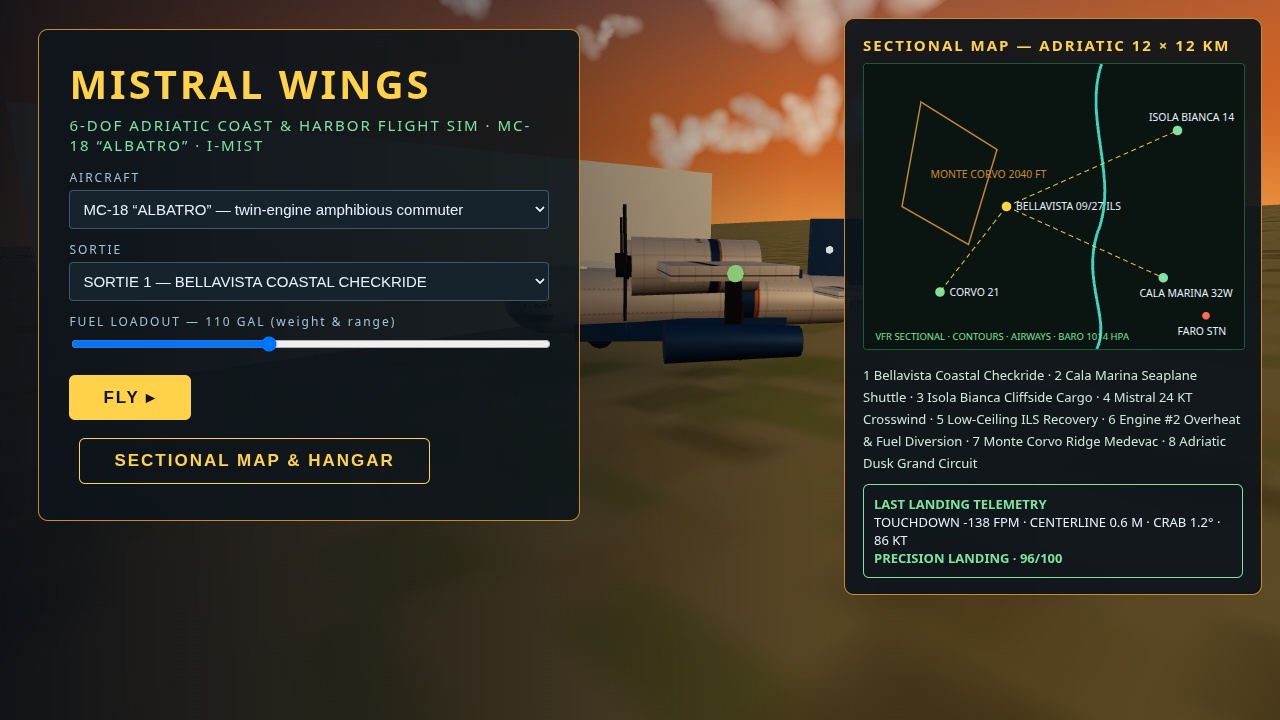 MISTRAL WINGS
6-DOF ADRIATIC COAST & HARBOR FLIGHT SIM · MC-
18 “ALBATRO” · I-MIST
AIRCRAFT
MC-18 “ALBATRO” — twin-engine amphibious commuter
SORTIE
SORTIE 1 — BELLAVISTA COASTAL CHECKRIDE
FUEL LOADOUT — 110 GAL (weight & range)
FLY ▸
SECTIONAL MAP & HANGAR
SECTIONAL MAP — ADRIATIC 12 × 12 KM
ISOLA BIANCA 14
MONTE CORVO 2040 FT
BELLAVISTA 09/27 ILS
CORVO 21
CALA MARINA 32W
FARO STN
VFR SECTIONAL · CONTOURS · AIRWAYS · BARO 1014 HPA
1 Bellavista Coastal Checkride · 2 Cala Marina Seaplane
Shuttle · 3 Isola Bianca Cliffside Cargo · 4 Mistral 24 KT
Crosswind · 5 Low-Ceiling ILS Recovery · 6 Engine #2 Overheat
& Fuel Diversion · 7 Monte Corvo Ridge Medevac · 8 Adriatic
Dusk Grand Circuit
LAST LANDING TELEMETRY
TOUCHDOWN -138 FPM · CENTERLINE 0.6 M · CRAB 1.2° ·
86 KT
PRECISION LANDING · 96/100